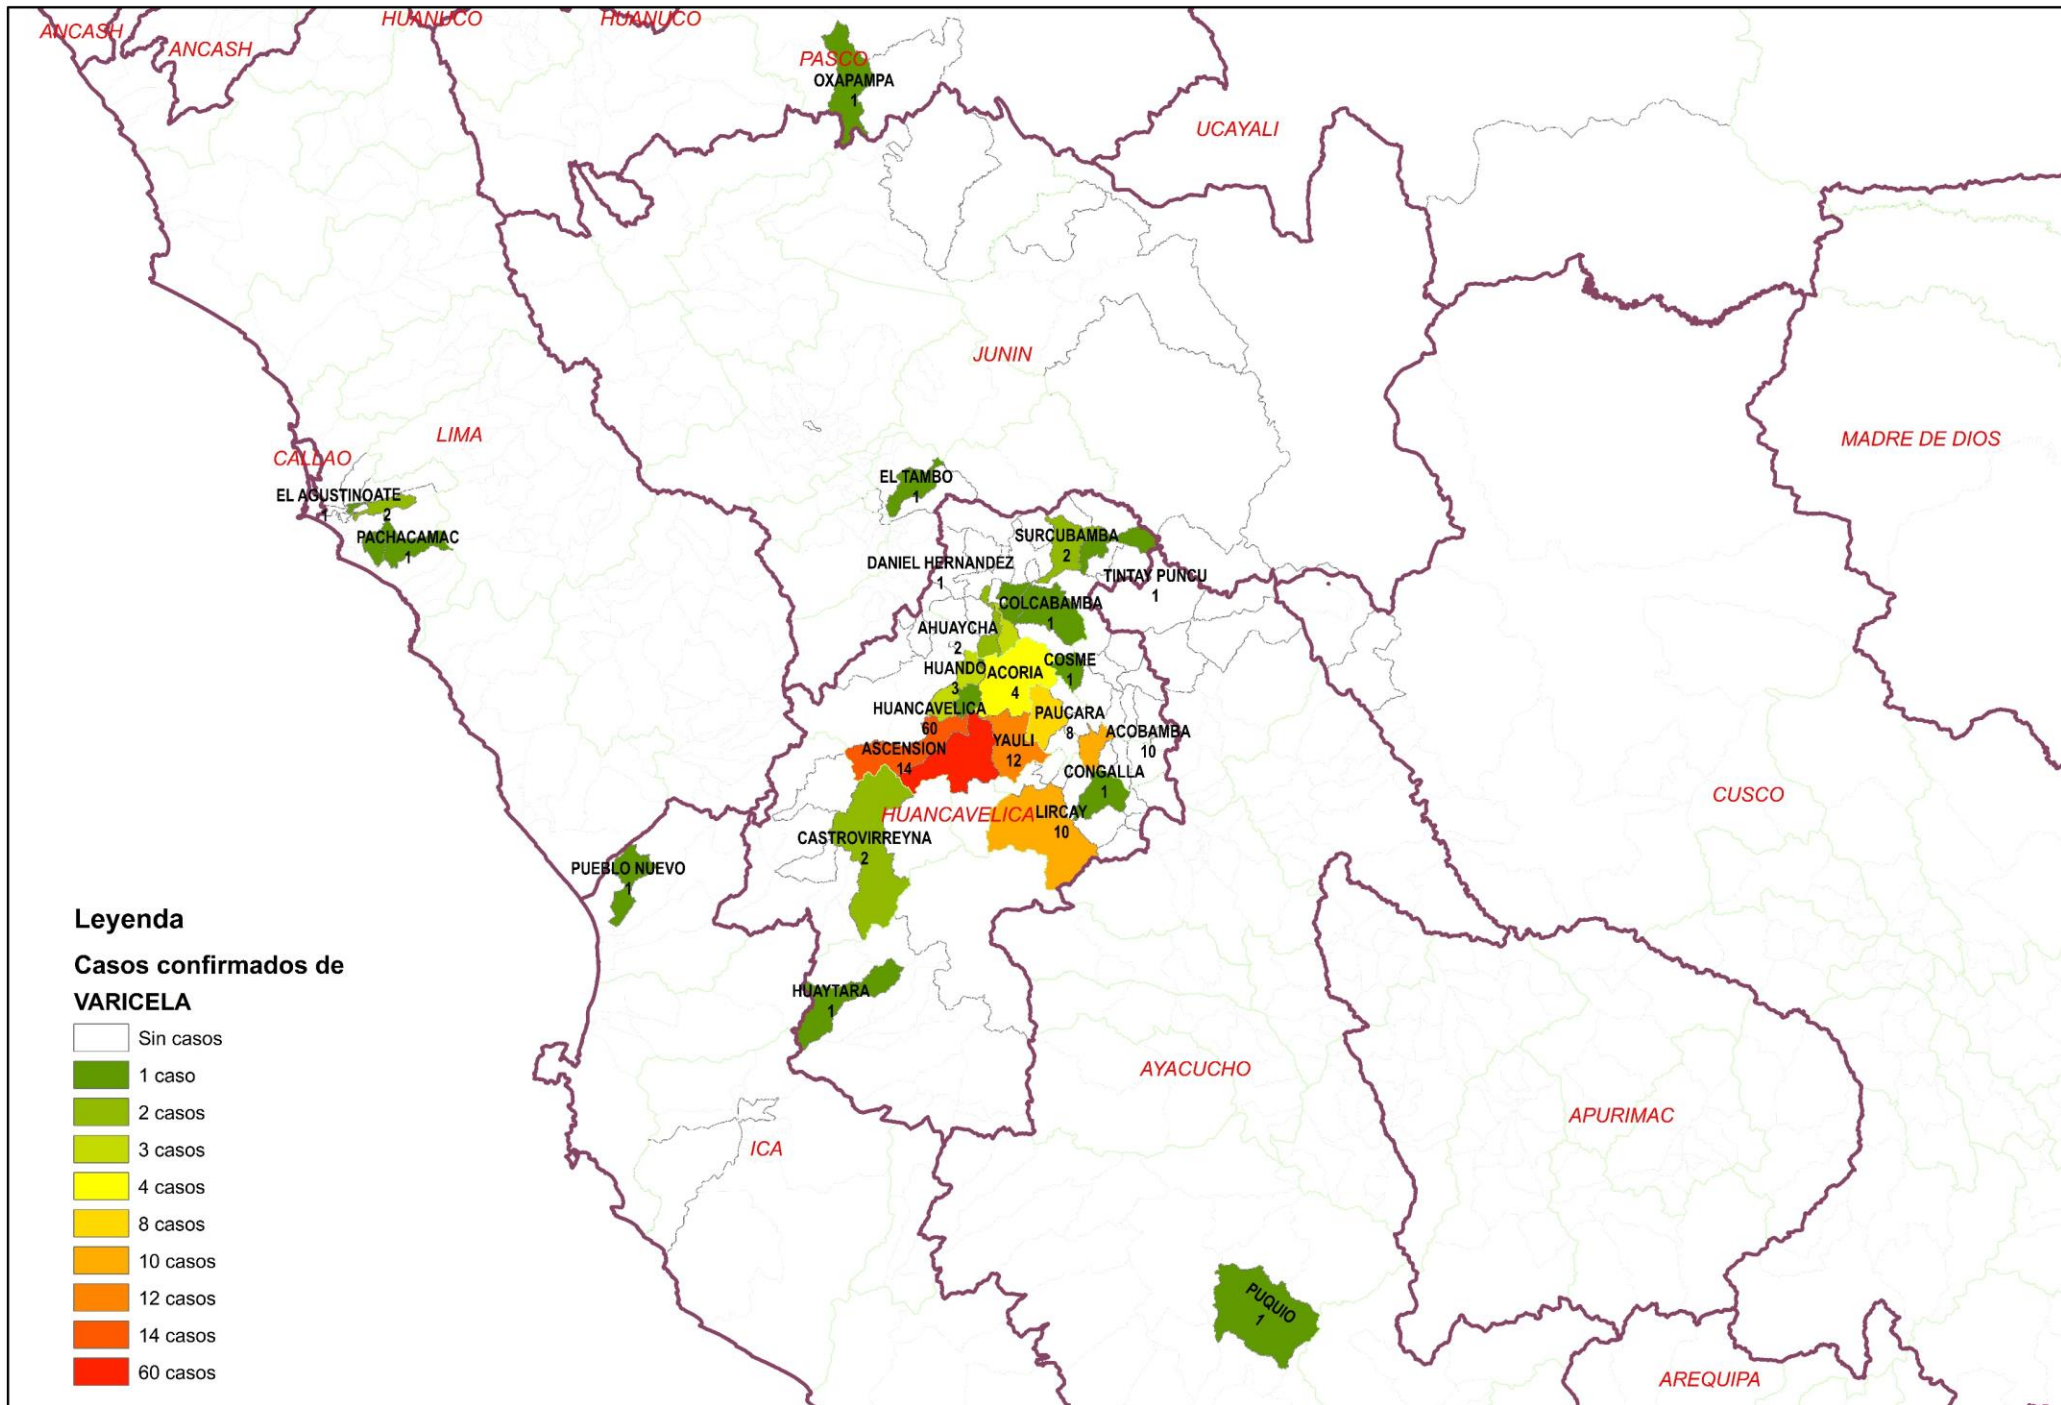 ANCASH
ANCASH
HUANUCO
HUANUCO
PASCO
OXAPAMPA
1
UCAYALI
JUNIN
LIMA
CALLAO
MADRE DE DIOS
EL TAMBO
1
EL AGUSTINOATE
1
2
PACHACAMAC
1
SURCUBAMBA
2
DANIEL HERNANDEZ
1
TINTAY PUNCU
1
COLCABAMBA
1
AHUAYCHA
2
HUANDO
3
ACORIA
4
COSME
1
HUANCAVELICA
60
PAUCARA
8
ACOBAMBA
10
ASCENSION
14
YAULI
12
CONGALLA
1
CUSCO
HUANCAVELICA
LIRCAY
10
CASTROVIRREYNA
2
PUEBLO NUEVO
1
HUAYTARA
1
AYACUCHO
APURIMAC
ICA
PUQUIO
1
AREQUIPA
Leyenda
Casos confirmados de
VARICELA
Sin casos
1 caso
2 casos
3 casos
4 casos
8 casos
10 casos
12 casos
14 casos
60 casos